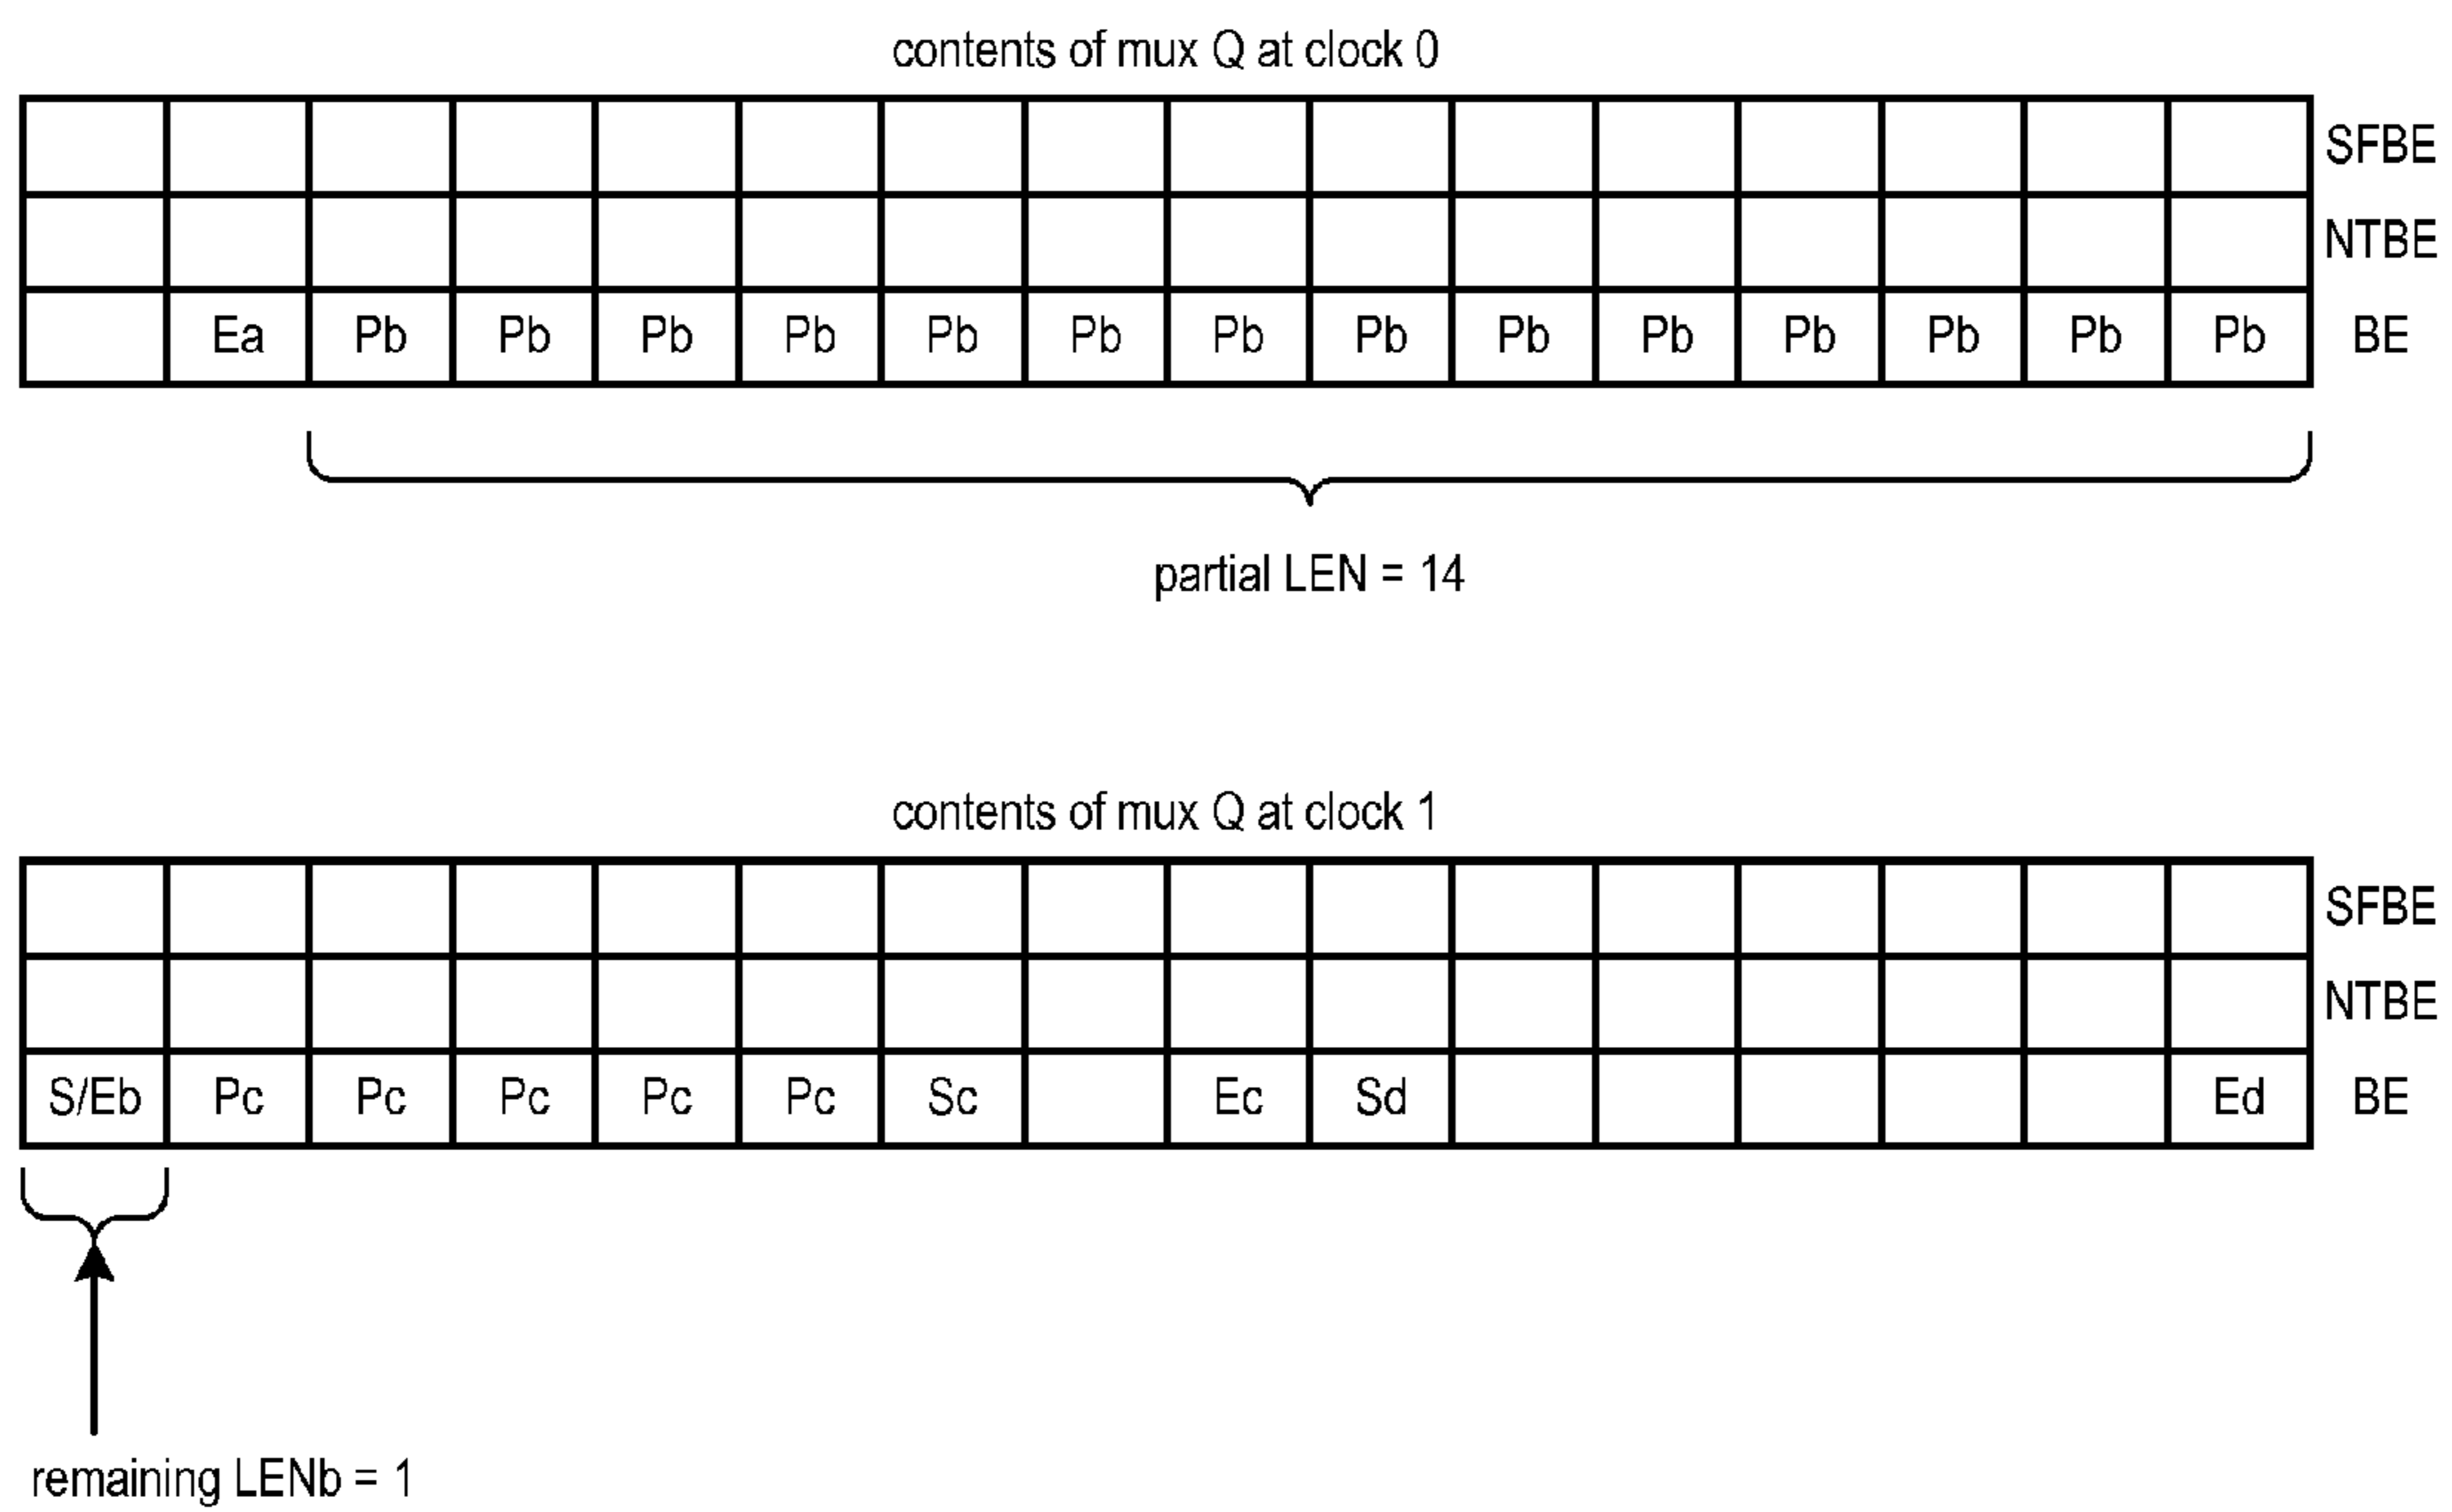 contents of mux Q at clock 0
SFBE
NTBE
Ea Pb Pb Pb Pb Pb Pb Pb Pb Pb Pb Pb Pb Pb Pb BE
partial LEN = 14
contents of mux Q at clock 1
SFBE
NTBE
S/Eb Pc Pc Pc Pc Pc Sc Ec Sd Ed BE
remaining LENb = 1